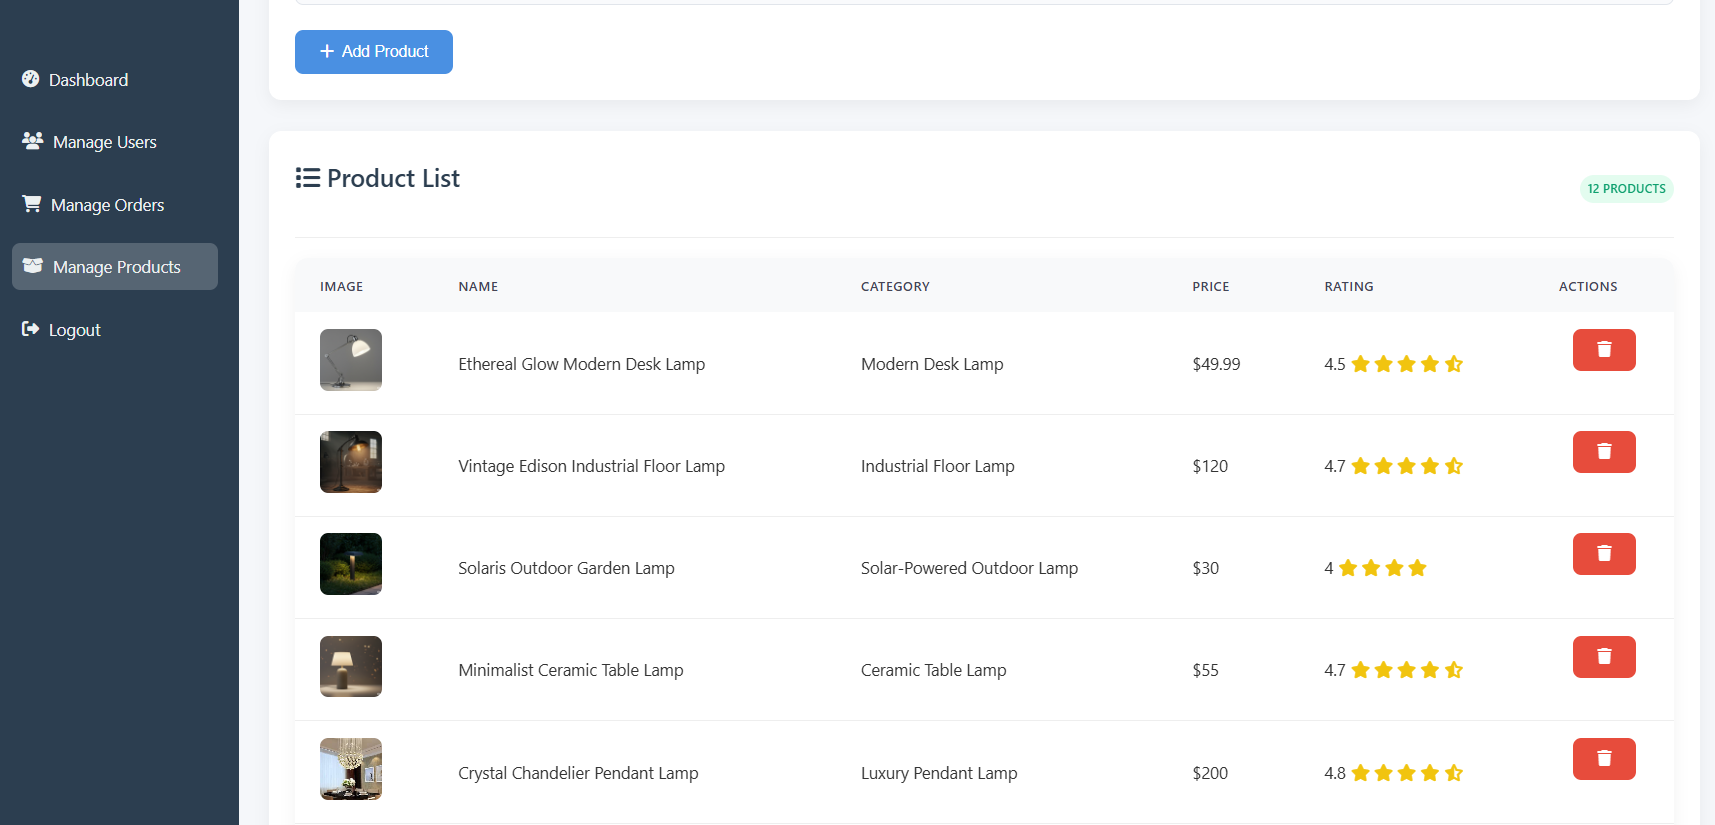 Dashboard
Manage Users
Manage Orders
Manage Products
Logout
Add Product
Product List
12 PRODUCTS
IMAGE NAME CATEGORY PRICE RATING ACTIONS
Ethereal Glow Modern Desk Lamp Modern Desk Lamp $49.99 4.5
Vintage Edison Industrial Floor Lamp Industrial Floor Lamp $120 4.7
Solaris Outdoor Garden Lamp Solar-Powered Outdoor Lamp $30 4
Minimalist Ceramic Table Lamp Ceramic Table Lamp $55 4.7
Crystal Chandelier Pendant Lamp Luxury Pendant Lamp $200 4.8